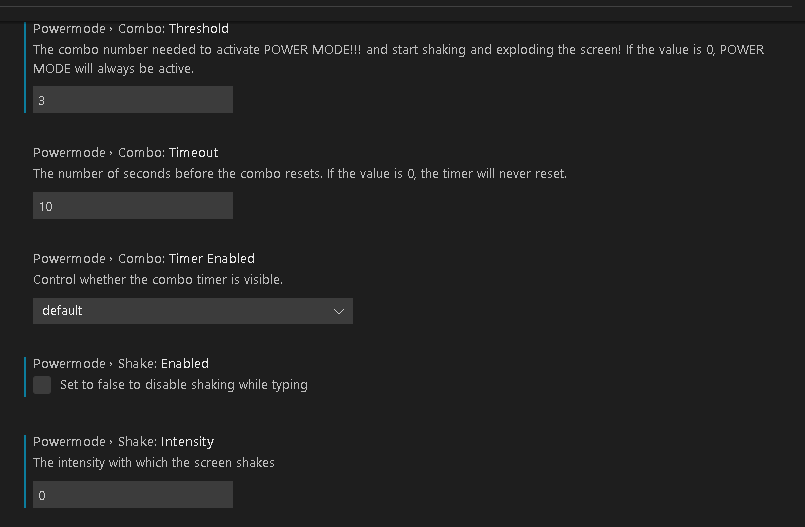 Powermode › Combo: Threshold
The combo number needed to activate POWER MODE!!! and start shaking and exploding the screen! If the value is 0, POWER
MODE will always be active.
3
Powermode › Combo: Timeout
The number of seconds before the combo resets. If the value is 0, the timer will never reset.
10
Powermode › Combo: Timer Enabled
Control whether the combo timer is visible.
default
Powermode › Shake: Enabled
Set to false to disable shaking while typing
Powermode › Shake: Intensity
The intensity with which the screen shakes
0